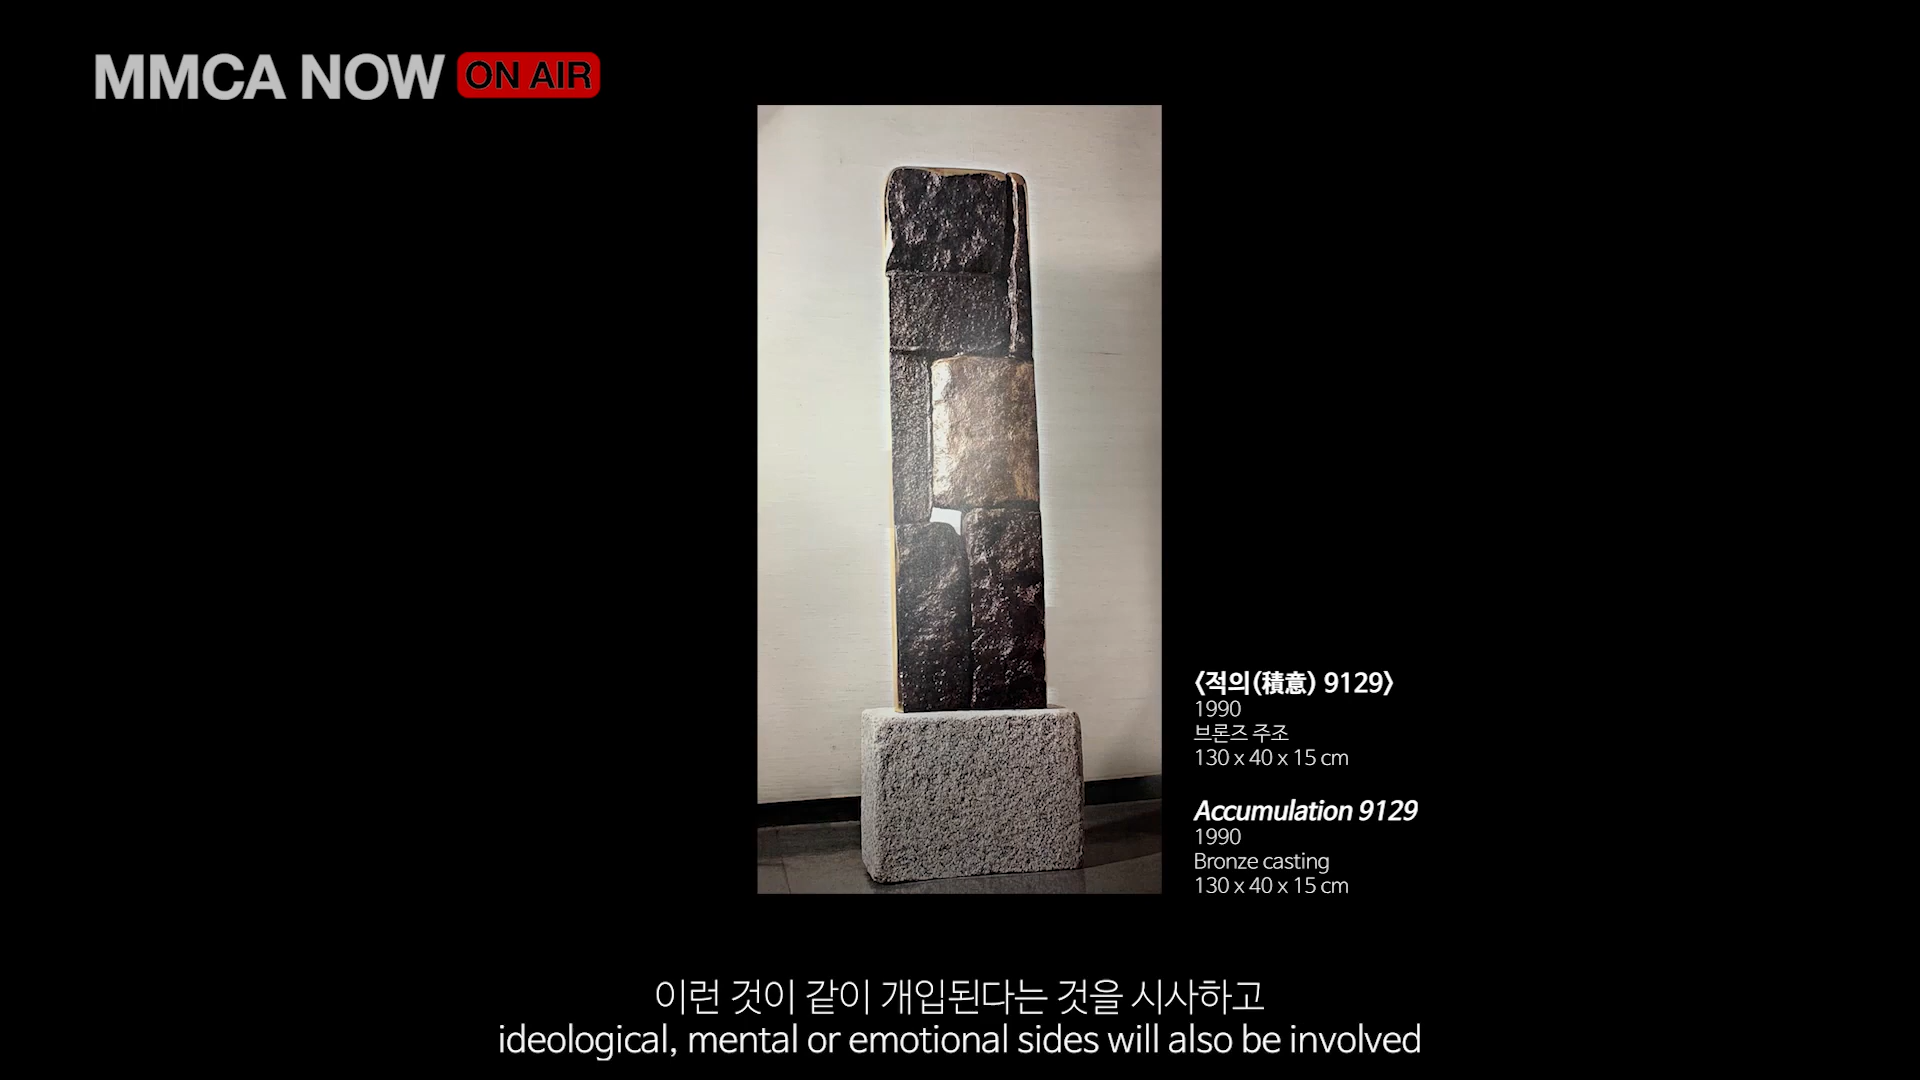 MMCA NOW ON AIR
〈적의(積意) 9129〉
1990
브론즈 주조
130 x 40 x 15 cm
Accumulation 9129
1990
Bronze casting
130 x 40 x 15 cm
이런 것이 같이 개입된다는 것을 시사하고
ideological, mental or emotional sides will also be involved